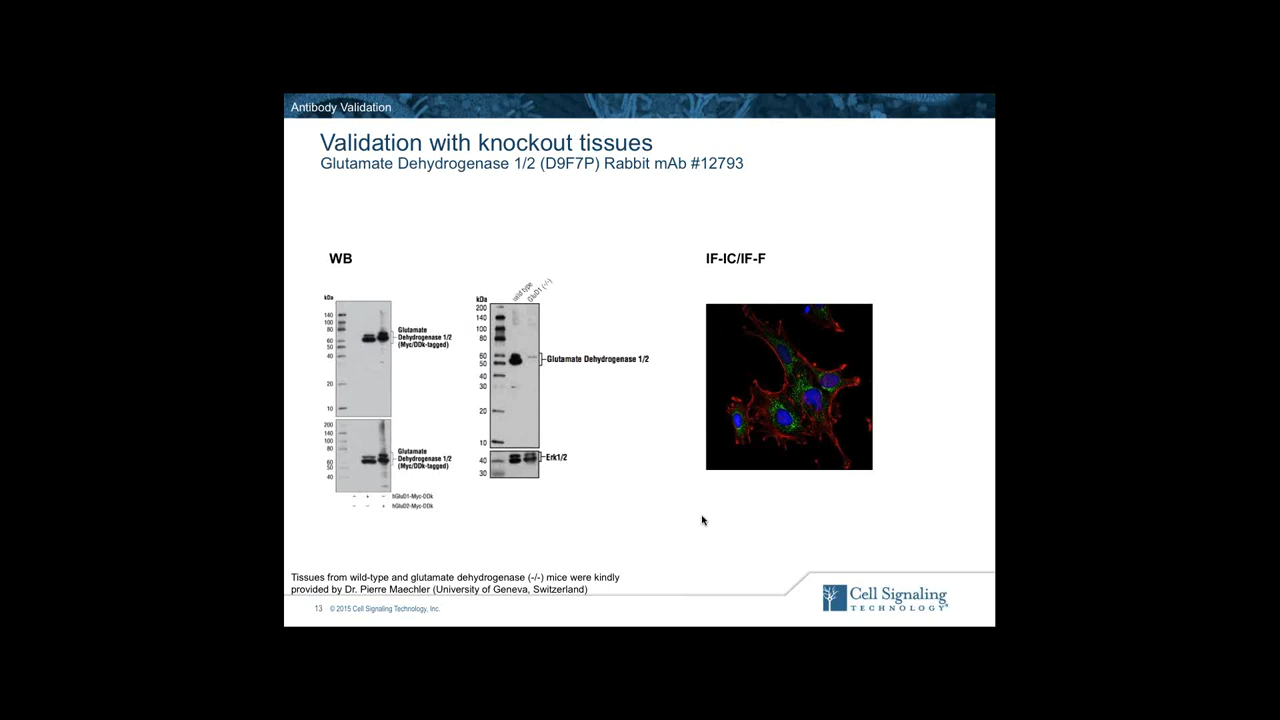 Antibody Validation
Validation with knockout tissues
Glutamate Dehydrogenase 1/2 (D9F7P) Rabbit mAb #12793
WB
IF-IC/IF-F
kDa
140
100
80
60
50
40
20
10
Glutamate
Dehydrogenase 1/2
(Myc/DDk-tagged)
200
140
100
80
60
50
40
Glutamate
Dehydrogenase 1/2
(Myc/DDk-tagged)
– + – hGluD1-Myc-DDk
– – + hGluD2-Myc-DDk
wild type
GluD1 (-/-)
kDa
200
140
100
80
60
50
40
30
20
10
Glutamate Dehydrogenase 1/2
40
30
Erk1/2
Tissues from wild-type and glutamate dehydrogenase (-/-) mice were kindly
provided by Dr. Pierre Maechler (University of Geneva, Switzerland)
13 © 2015 Cell Signaling Technology, Inc.
Cell Signaling
TECHNOLOGY®